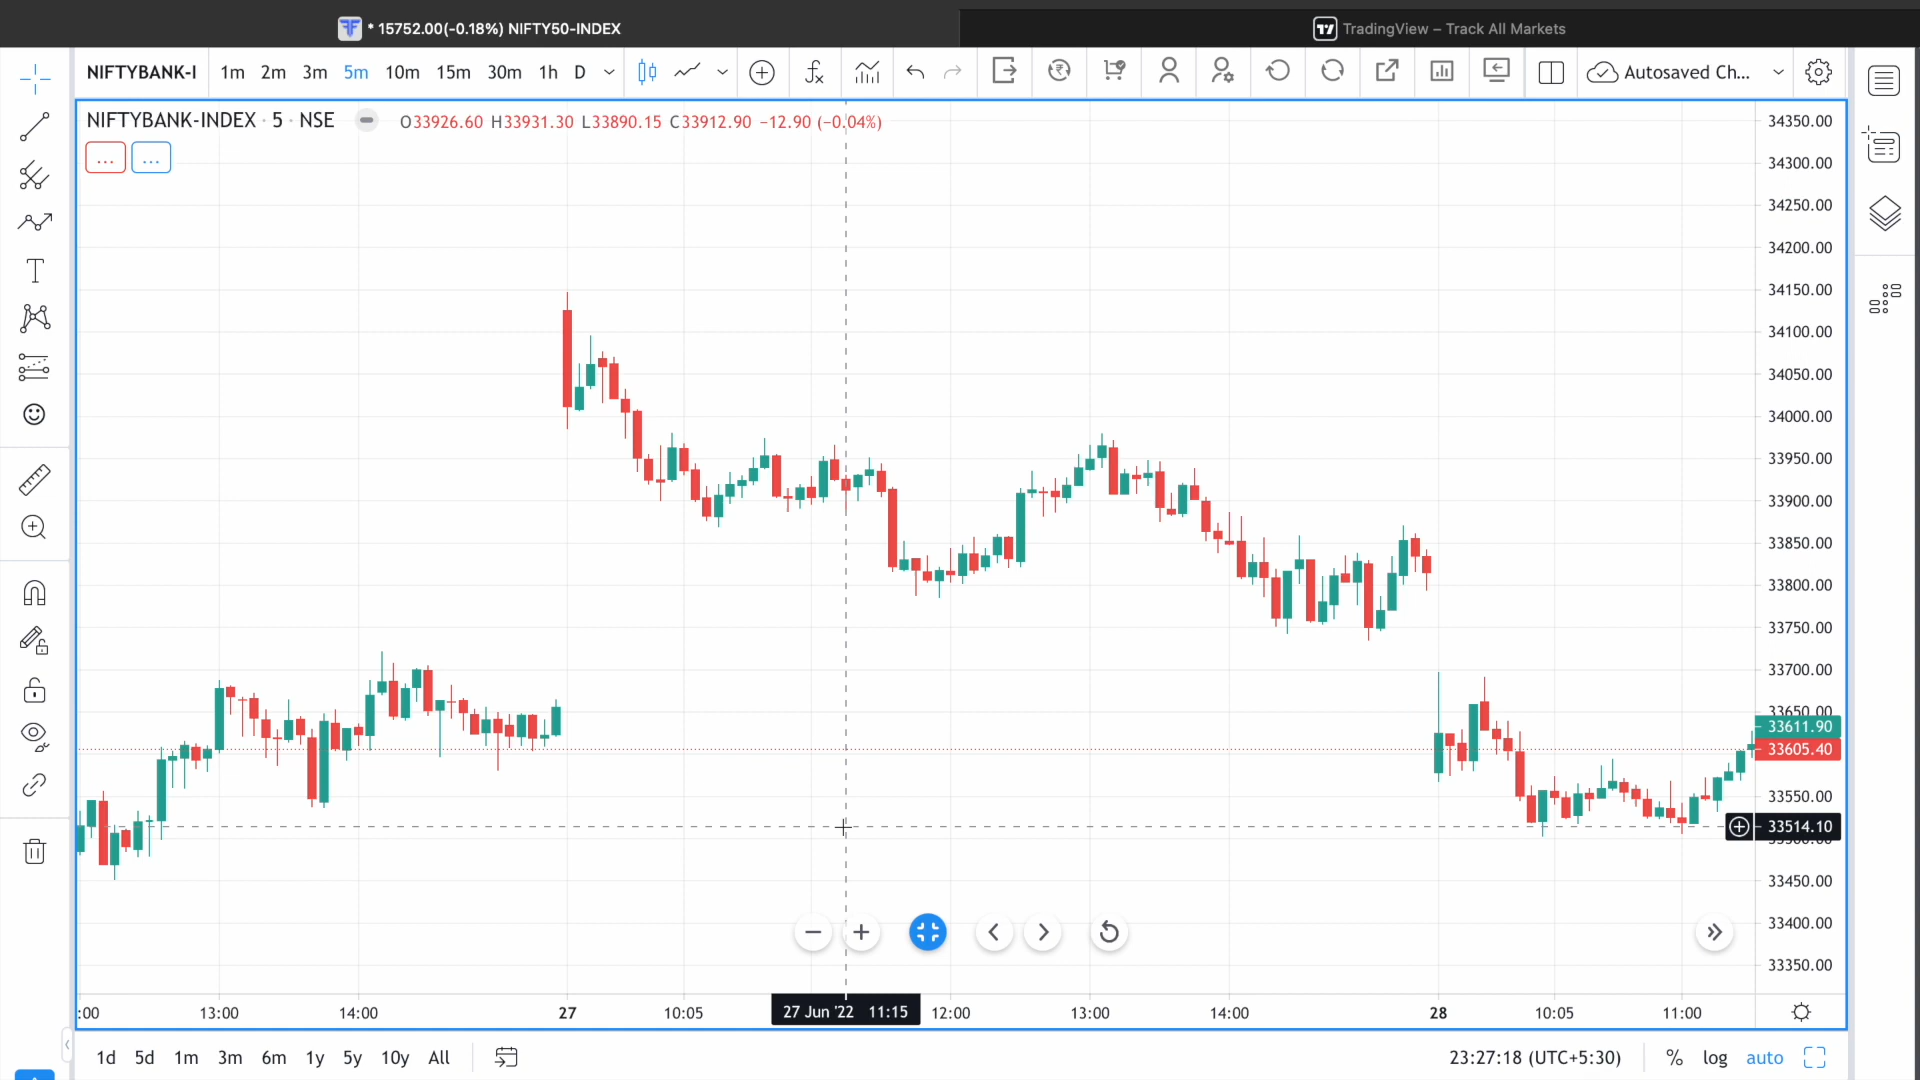 * 15752.00(-0.18%) NIFTY50-INDEX
TradingView – Track All Markets
NIFTYBANK-I 1m 2m 3m 5m 10m 15m 30m 1h D
Autosaved Ch...
NIFTYBANK-INDEX · 5 · NSE
O33926.60 H33931.30 L33890.15 C33912.90 −12.90 (−0.04%)
... ...
34350.00
34300.00
34250.00
34200.00
34150.00
34100.00
34050.00
34000.00
33950.00
33900.00
33850.00
33800.00
33750.00
33700.00
33650.00
33611.90
33605.40
33550.00
33514.10
33500.00
33450.00
33400.00
33350.00
:00 13:00 14:00 27 10:05 27 Jun '22 11:15 12:00 13:00 14:00 28 10:05 11:00
1d 5d 1m 3m 6m 1y 5y 10y All
23:27:18 (UTC+5:30) % log auto